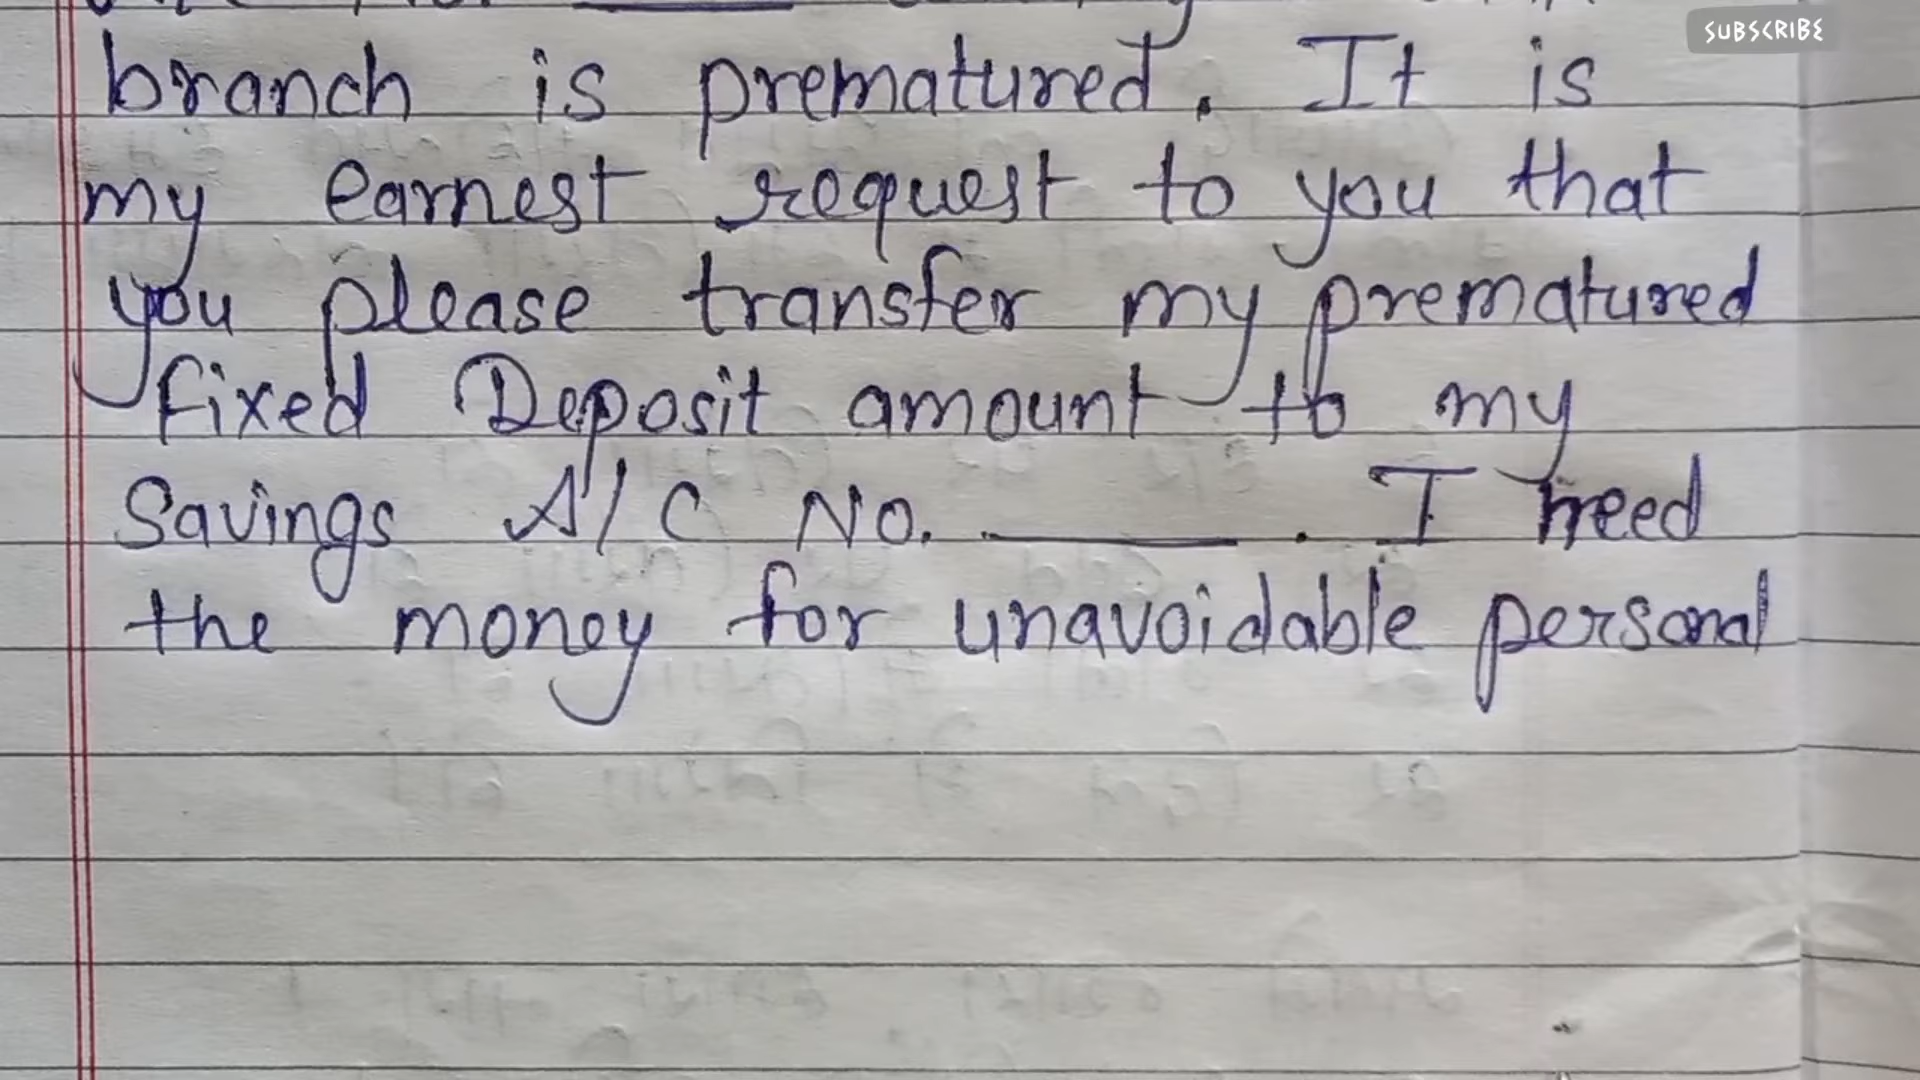 SUBSCRIBE
branch is prematured. It is
my earnest request to you that
you please transfer my prematured
fixed Deposit amount to my
Savings A/C No. ________ . I need
the money for unavoidable personal